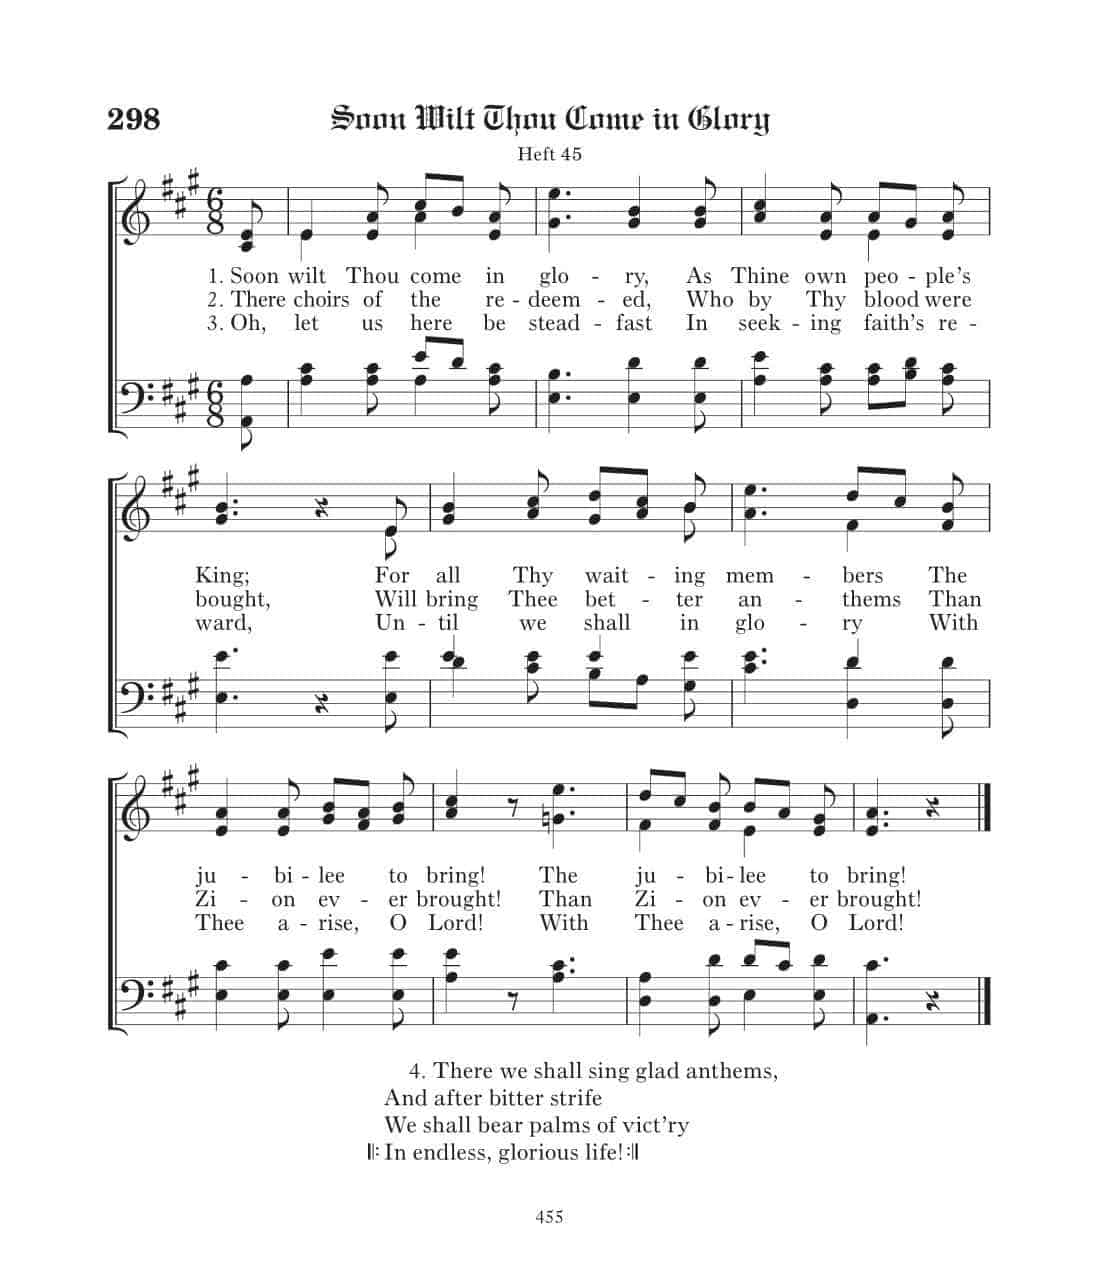 298 Soon Wilt Thou Come in Glory
Heft 45
1. Soon wilt Thou come in glo - ry, As Thine own peo - ple's
2. There choirs of the re - deem - ed, Who by Thy blood were
3. Oh, let us here be stead - fast In seek - ing faith's re -
King; For all Thy wait - ing mem - bers The
bought, Will bring Thee bet - ter an - thems Than
ward, Un - til we shall in glo - ry With
ju - bi - lee to bring! The ju - bi - lee to bring!
Zi - on ev - er brought! Than Zi - on ev - er brought!
Thee a - rise, O Lord! With Thee a - rise, O Lord!
4. There we shall sing glad anthems,
And after bitter strife
We shall bear palms of vict'ry
𝄆 In endless, glorious life! 𝄇
455